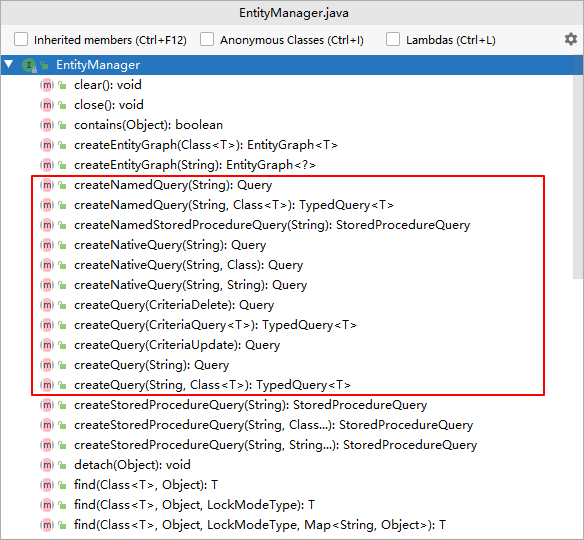 EntityManager.java
Inherited members (Ctrl+F12) Anonymous Classes (Ctrl+I) Lambdas (Ctrl+L)
EntityManager
clear(): void
close(): void
contains(Object): boolean
createEntityGraph(Class<T>): EntityGraph<T>
createEntityGraph(String): EntityGraph<?>
createNamedQuery(String): Query
createNamedQuery(String, Class<T>): TypedQuery<T>
createNamedStoredProcedureQuery(String): StoredProcedureQuery
createNativeQuery(String): Query
createNativeQuery(String, Class): Query
createNativeQuery(String, String): Query
createQuery(CriteriaDelete): Query
createQuery(CriteriaQuery<T>): TypedQuery<T>
createQuery(CriteriaUpdate): Query
createQuery(String): Query
createQuery(String, Class<T>): TypedQuery<T>
createStoredProcedureQuery(String): StoredProcedureQuery
createStoredProcedureQuery(String, Class...): StoredProcedureQuery
createStoredProcedureQuery(String, String...): StoredProcedureQuery
detach(Object): void
find(Class<T>, Object): T
find(Class<T>, Object, LockModeType): T
find(Class<T>, Object, LockModeType, Map<String, Object>): T